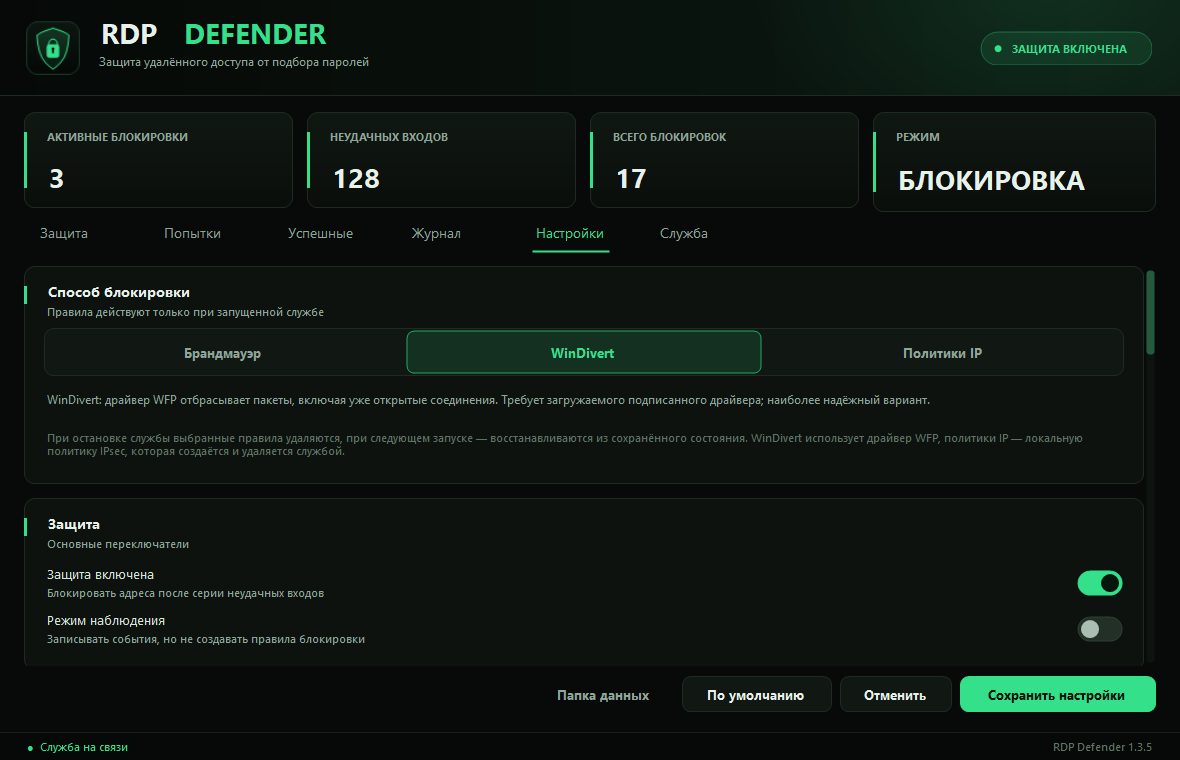 RDP DEFENDER
Защита удалённого доступа от подбора паролей
ЗАЩИТА ВКЛЮЧЕНА
АКТИВНЫЕ БЛОКИРОВКИ
3
НЕУДАЧНЫХ ВХОДОВ
128
ВСЕГО БЛОКИРОВОК
17
РЕЖИМ
БЛОКИРОВКА
Защита
Попытки
Успешные
Журнал
Настройки
Служба
Способ блокировки
Правила действуют только при запущенной службе
Брандмауэр
WinDivert
Политики IP
WinDivert: драйвер WFP отбрасывает пакеты, включая уже открытые соединения. Требует загружаемого подписанного драйвера; наиболее надёжный вариант.
При остановке службы выбранные правила удаляются, при следующем запуске — восстанавливаются из сохранённого состояния. WinDivert использует драйвер WFP, политики IP — локальную
политику IPsec, которая создаётся и удаляется службой.
Защита
Основные переключатели
Защита включена
Блокировать адреса после серии неудачных входов
Режим наблюдения
Записывать события, но не создавать правила блокировки
Папка данных
По умолчанию
Отменить
Сохранить настройки
Служба на связи
RDP Defender 1.3.5